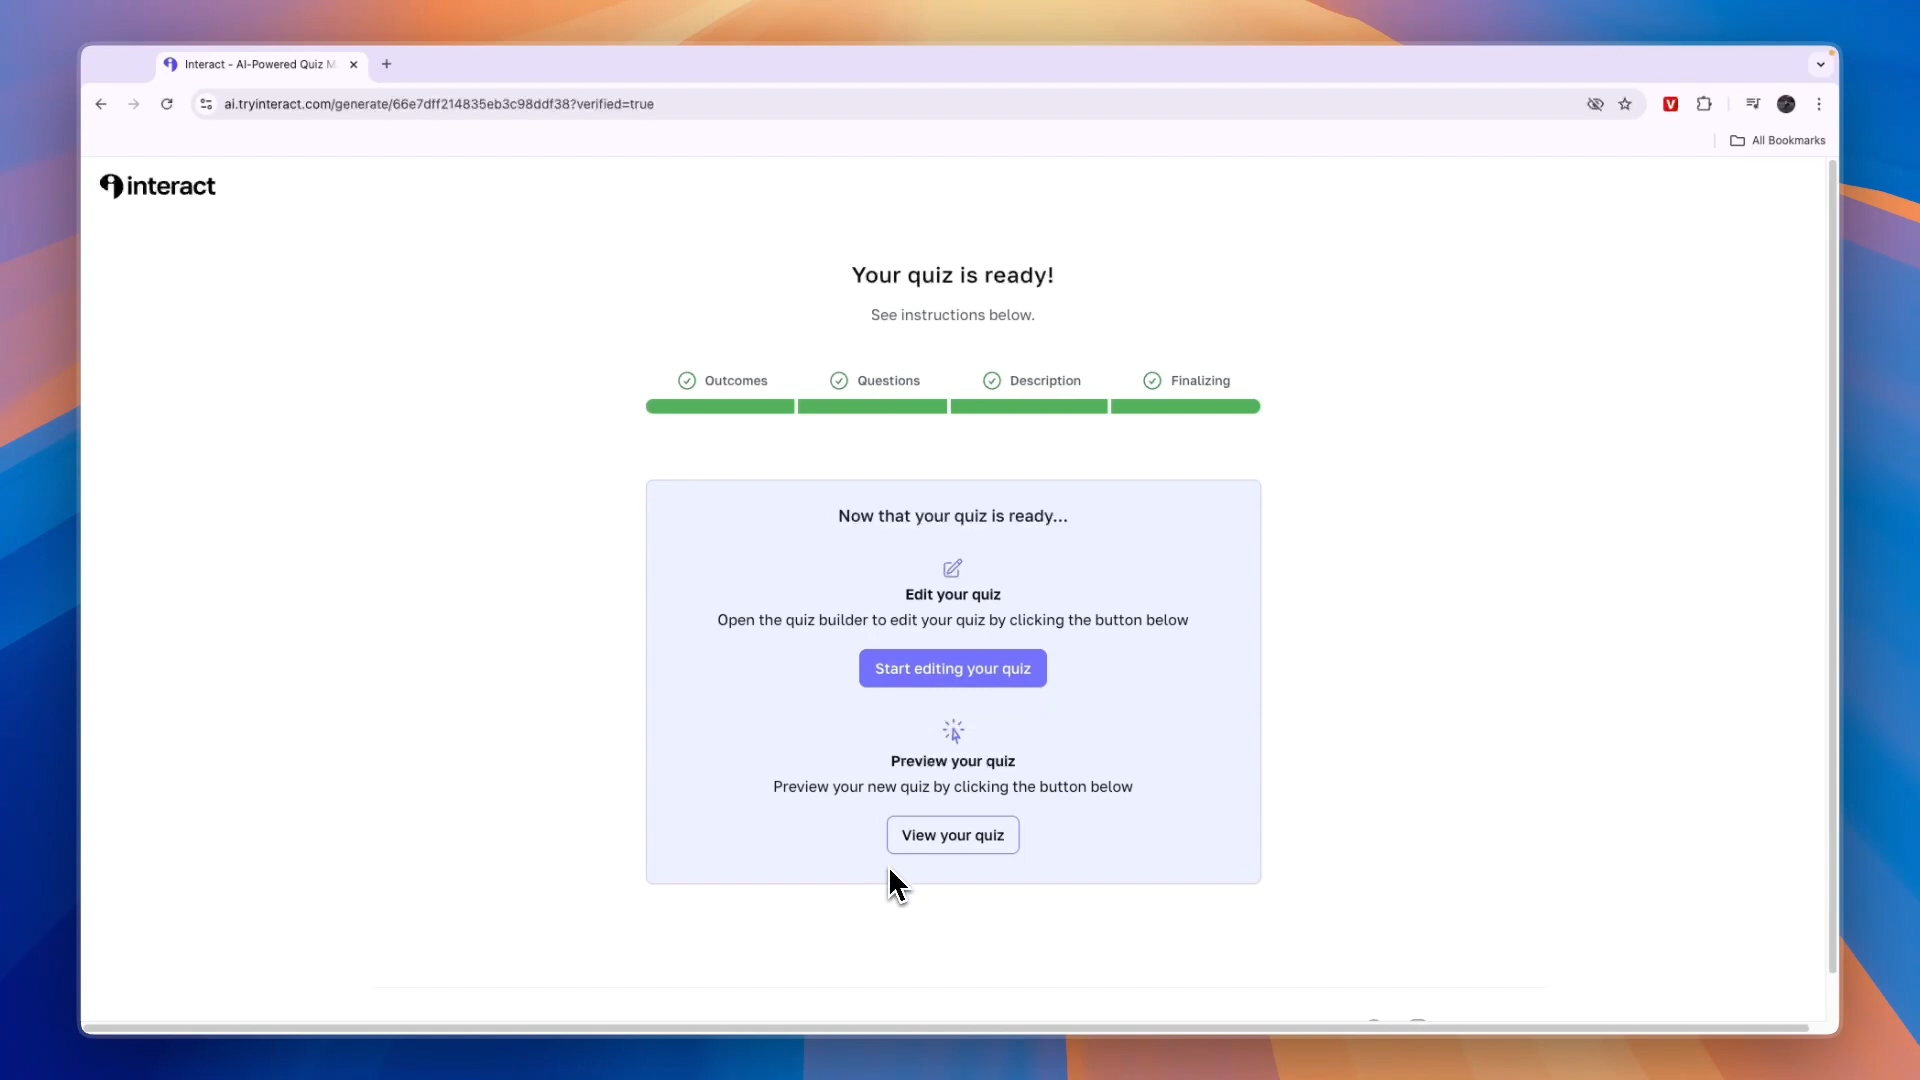 Interact - AI-Powered Quiz M
ai.tryinteract.com/generate/66e7dff214835eb3c98ddf38?verified=true
V
All Bookmarks
interact
Your quiz is ready!
See instructions below.
Outcomes
Questions
Description
Finalizing
Now that your quiz is ready...
Edit your quiz
Open the quiz builder to edit your quiz by clicking the button below
Start editing your quiz
Preview your quiz
Preview your new quiz by clicking the button below
View your quiz